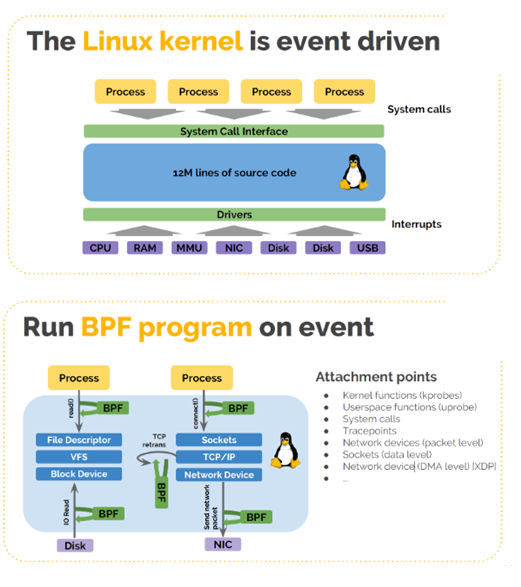 The Linux kernel is event driven
Process Process Process Process
System calls
System Call Interface
12M lines of source code
Drivers
Interrupts
CPU RAM MMU NIC Disk Disk USB
Run BPF program on event
Process Process
read() BPF
connect() BPF
File Descriptor
VFS
Block Device
TCP
retrans
BPF
Sockets
TCP/IP
Network Device
IO Read
BPF
Send network
packet
BPF
Disk
NIC
Attachment points
● Kernel functions (kprobes)
● Userspace functions (uprobe)
● System calls
● Tracepoints
● Network devices (packet level)
● Sockets (data level)
● Network device (DMA level) [XDP]
● ...